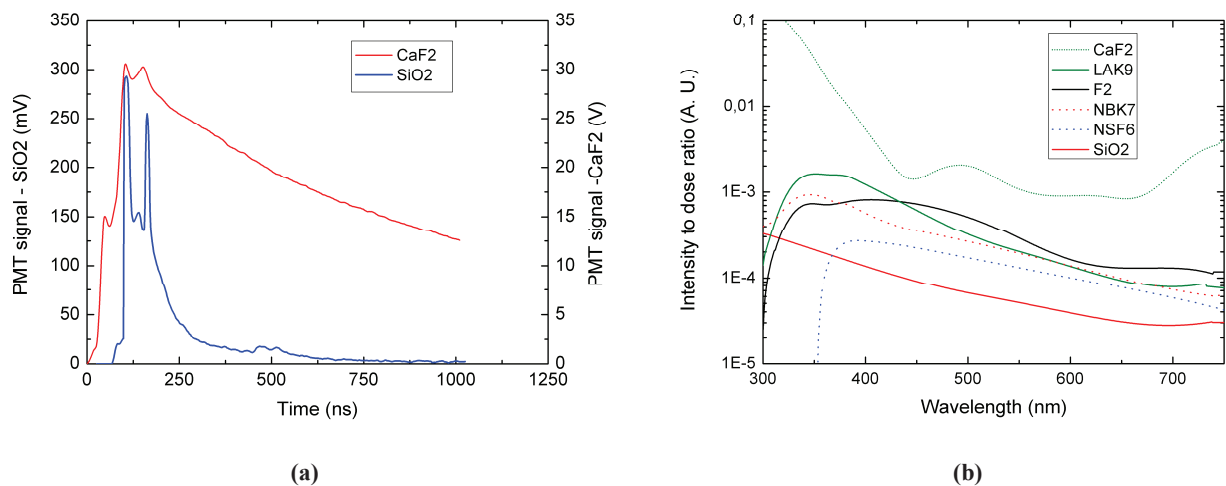 350
300
250
200
150
100
50
0
PMT signal - SiO2 (mV)
CaF2
SiO2
35
30
25
20
15
10
5
0
PMT signal -CaF2 (V)
0 250 500 750 1000 1250
Time (ns)
(a)
0,1
0,01
1E-3
1E-4
1E-5
Intensity to dose ratio (A. U.)
CaF2
LAK9
F2
NBK7
NSF6
SiO2
300 400 500 600 700
Wavelength (nm)
(b)